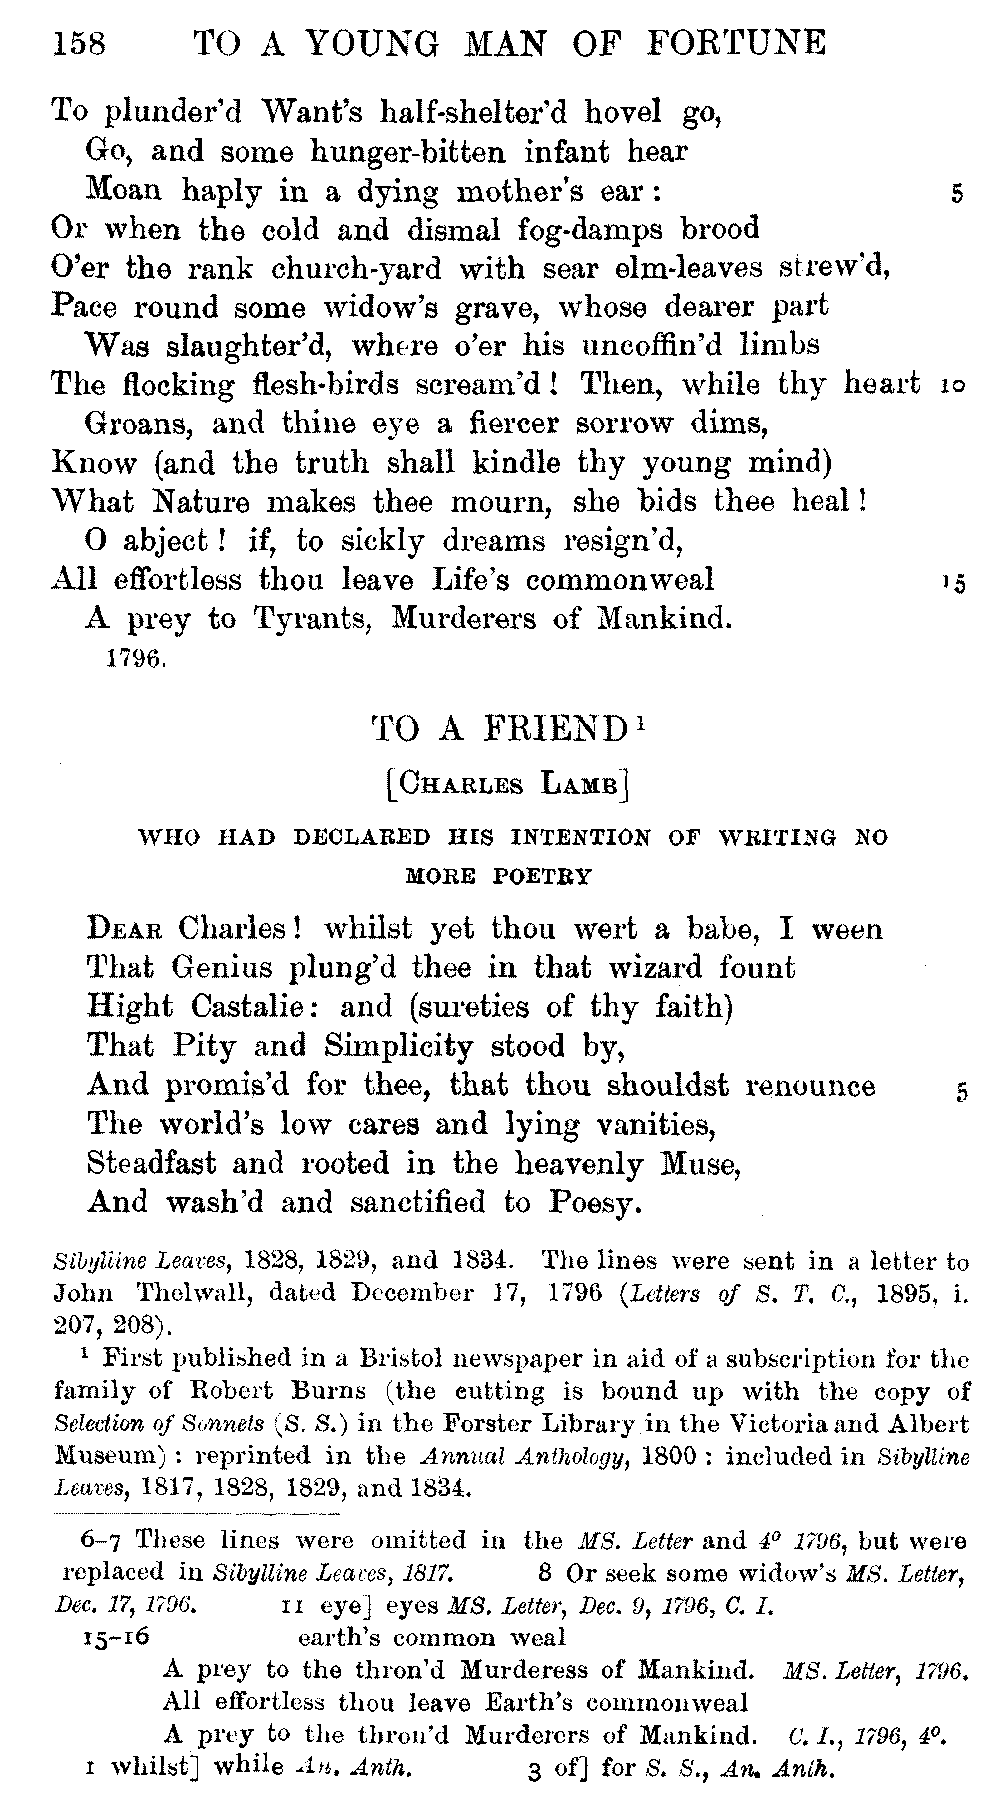 158 TO A YOUNG MAN OF FORTUNE
To plunder'd Want's half-shelter'd hovel go,
Go, and some hunger-bitten infant hear
Moan haply in a dying mother's ear : 5
Or when the cold and dismal fog-damps brood
O'er the rank church-yard with sear elm-leaves strew'd,
Pace round some widow's grave, whose dearer part
Was slaughter'd, where o'er his uncoffin'd limbs
The flocking flesh-birds scream'd ! Then, while thy heart 10
Groans, and thine eye a fiercer sorrow dims,
Know (and the truth shall kindle thy young mind)
What Nature makes thee mourn, she bids thee heal !
O abject ! if, to sickly dreams resign'd,
All effortless thou leave Life's commonweal 15
A prey to Tyrants, Murderers of Mankind.
1796.
TO A FRIEND ¹
[CHARLES LAMB]
WHO HAD DECLARED HIS INTENTION OF WRITING NO
MORE POETRY
DEAR Charles ! whilst yet thou wert a babe, I ween
That Genius plung'd thee in that wizard fount
Hight Castalie : and (sureties of thy faith)
That Pity and Simplicity stood by,
And promis'd for thee, that thou shouldst renounce 5
The world's low cares and lying vanities,
Steadfast and rooted in the heavenly Muse,
And wash'd and sanctified to Poesy.
Sibylline Leaves, 1828, 1829, and 1834. The lines were sent in a letter to
John Thelwall, dated December 17, 1796 (Letters of S. T. C., 1895, i.
207, 208).
¹ First published in a Bristol newspaper in aid of a subscription for the
family of Robert Burns (the cutting is bound up with the copy of
Selection of Sonnets (S. S.) in the Forster Library in the Victoria and Albert
Museum) : reprinted in the Annual Anthology, 1800 : included in Sibylline
Leaves, 1817, 1828, 1829, and 1834.
6–7 These lines were omitted in the MS. Letter and 4º 1796, but were
replaced in Sibylline Leaves, 1817. 8 Or seek some widow's MS. Letter,
Dec. 17, 1796. 11 eye] eyes MS. Letter, Dec. 9, 1796, C. I.
15–16 earth's common weal
A prey to the thron'd Murderess of Mankind. MS. Letter, 1796.
All effortless thou leave Earth's commonweal
A prey to the thron'd Murderers of Mankind. C. I., 1796, 4º.
1 whilst] while An. Anth. 3 of] for S. S., An. Anth.